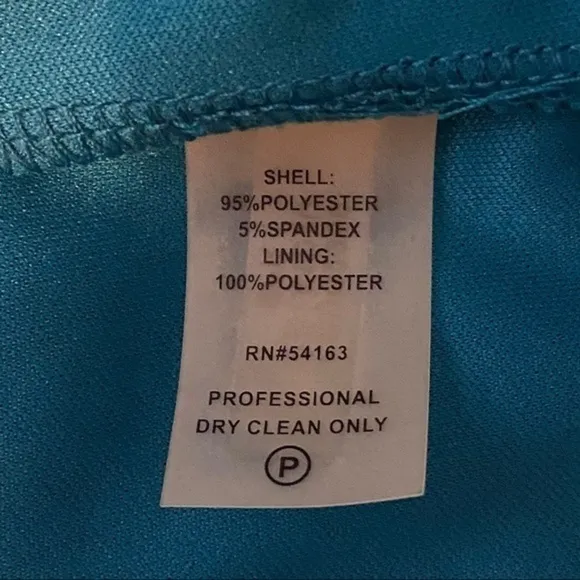 SHELL:
95%POLYESTER
5%SPANDEX
LINING:
100%POLYESTER
RN#54163
PROFESSIONAL
DRY CLEAN ONLY
P